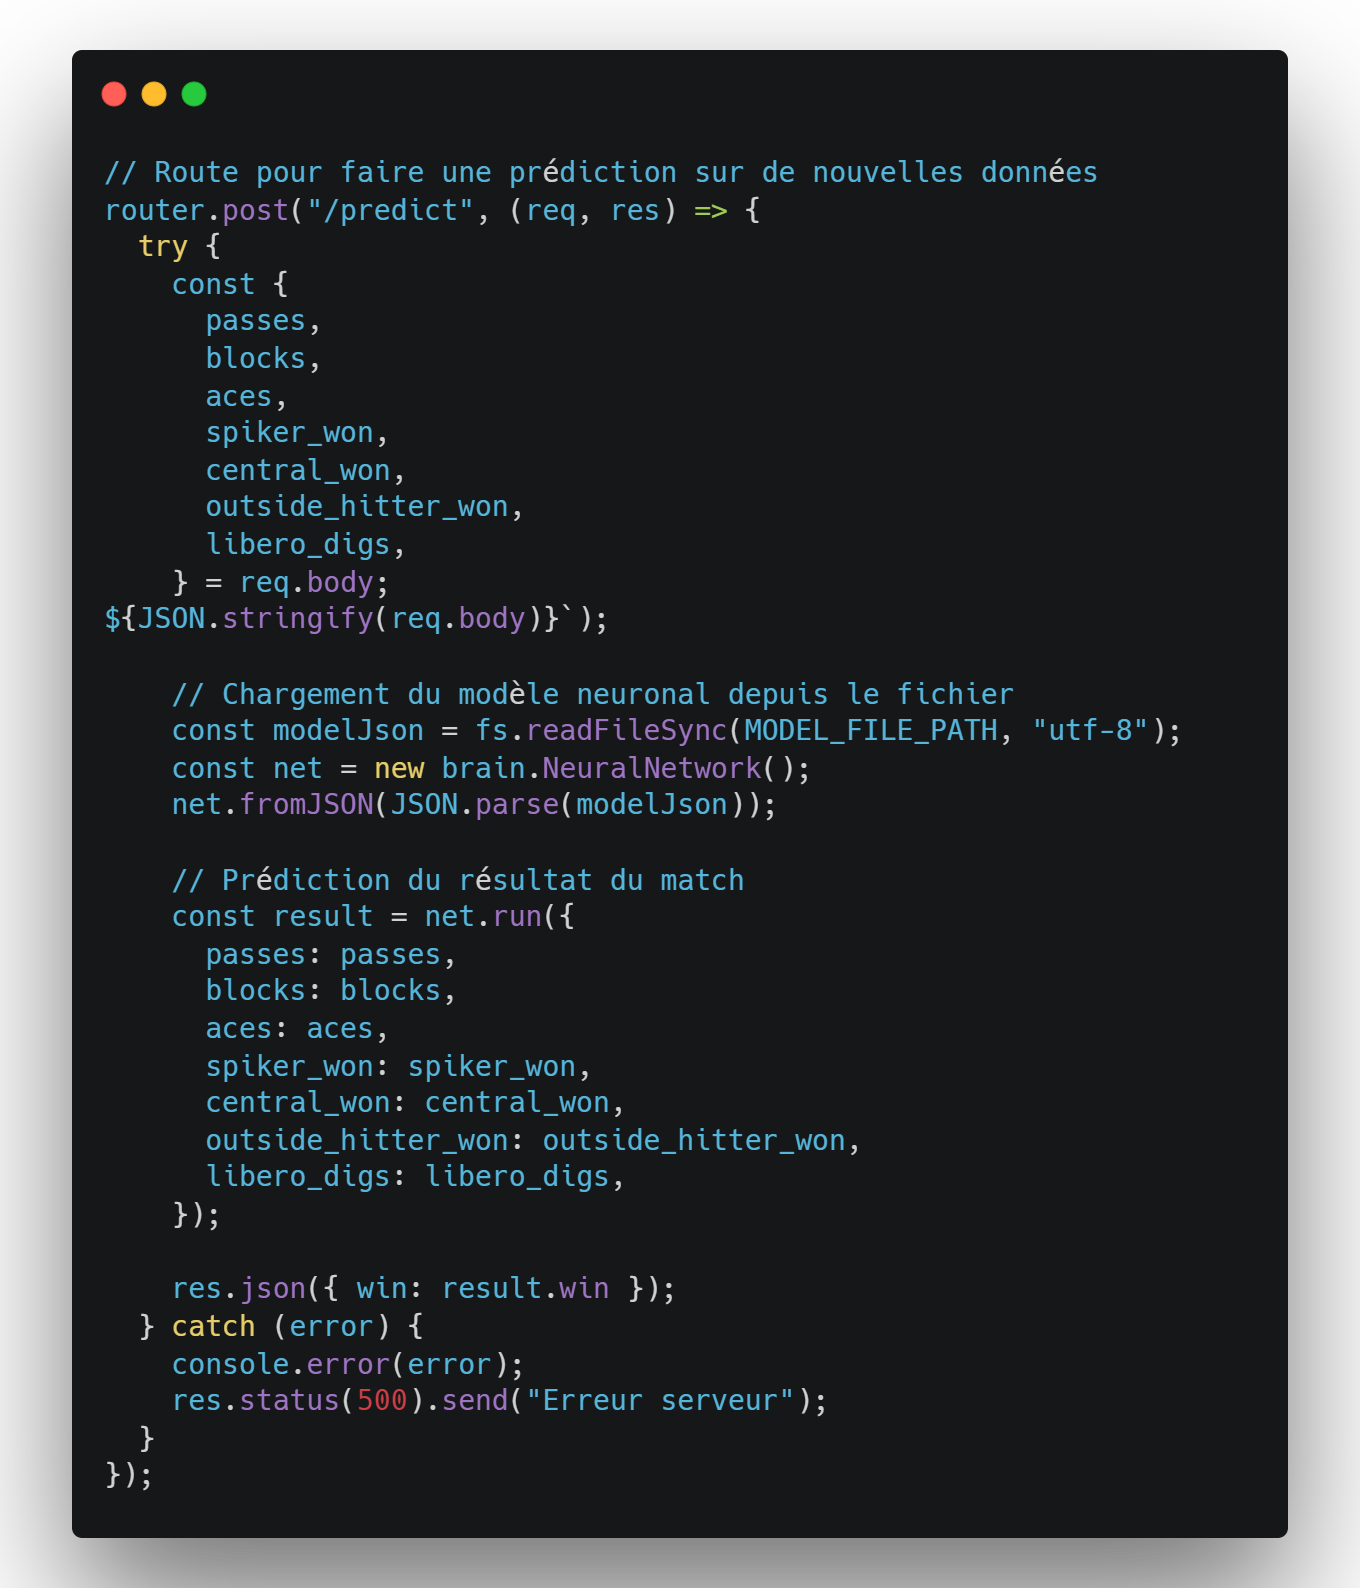 // Route pour faire une prédiction sur de nouvelles données
router.post("/predict", (req, res) => {
  try {
    const {
      passes,
      blocks,
      aces,
      spiker_won,
      central_won,
      outside_hitter_won,
      libero_digs,
    } = req.body;
${JSON.stringify(req.body)}`);

    // Chargement du modèle neuronal depuis le fichier
    const modelJson = fs.readFileSync(MODEL_FILE_PATH, "utf-8");
    const net = new brain.NeuralNetwork();
    net.fromJSON(JSON.parse(modelJson));

    // Prédiction du résultat du match
    const result = net.run({
      passes: passes,
      blocks: blocks,
      aces: aces,
      spiker_won: spiker_won,
      central_won: central_won,
      outside_hitter_won: outside_hitter_won,
      libero_digs: libero_digs,
    });

    res.json({ win: result.win });
  } catch (error) {
    console.error(error);
    res.status(500).send("Erreur serveur");
  }
});